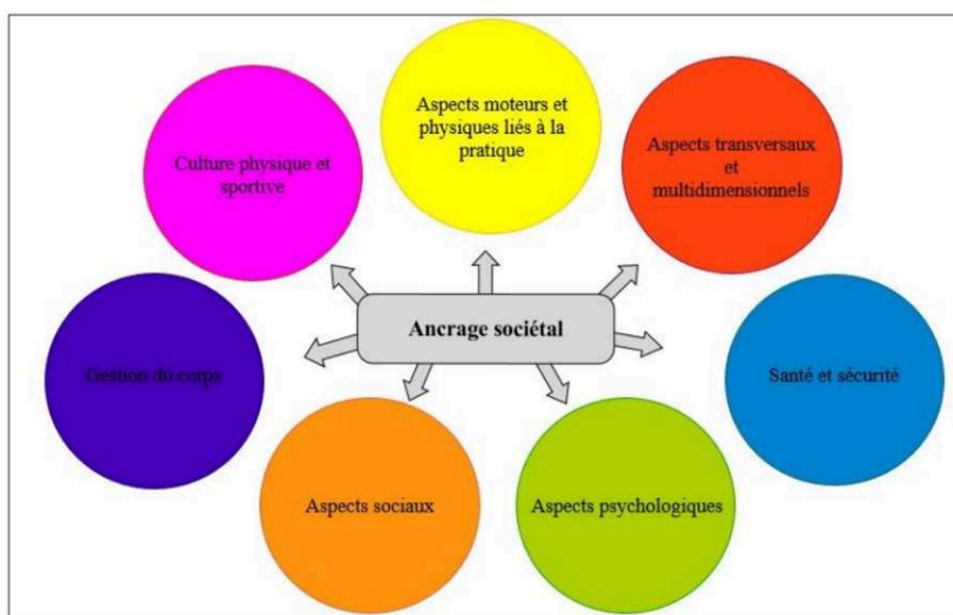 Aspects moteurs et
physiques liés à la
pratique
Culture physique et
sportive
Aspects transversaux
et
multidimensionnels
Ancrage sociétal
Gestion du corps
Santé et sécurité
Aspects sociaux
Aspects psychologiques